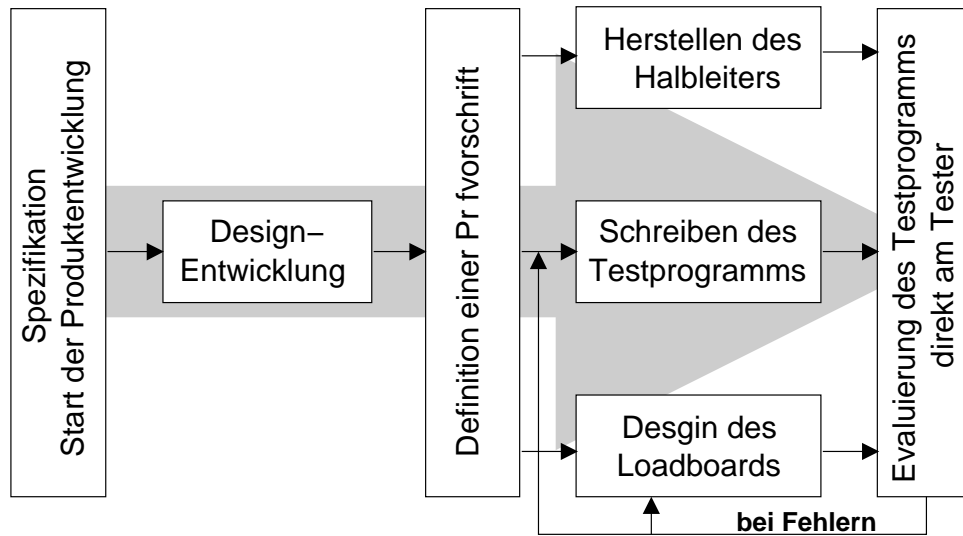 Spezifikation
Start der Produktentwicklung
Design–
Entwicklung
Definition einer Pr fvorschrift
Herstellen des
Halbleiters
Schreiben des
Testprogramms
Desgin des
Loadboards
Evaluierung des Testprogramms
direkt am Tester
bei Fehlern